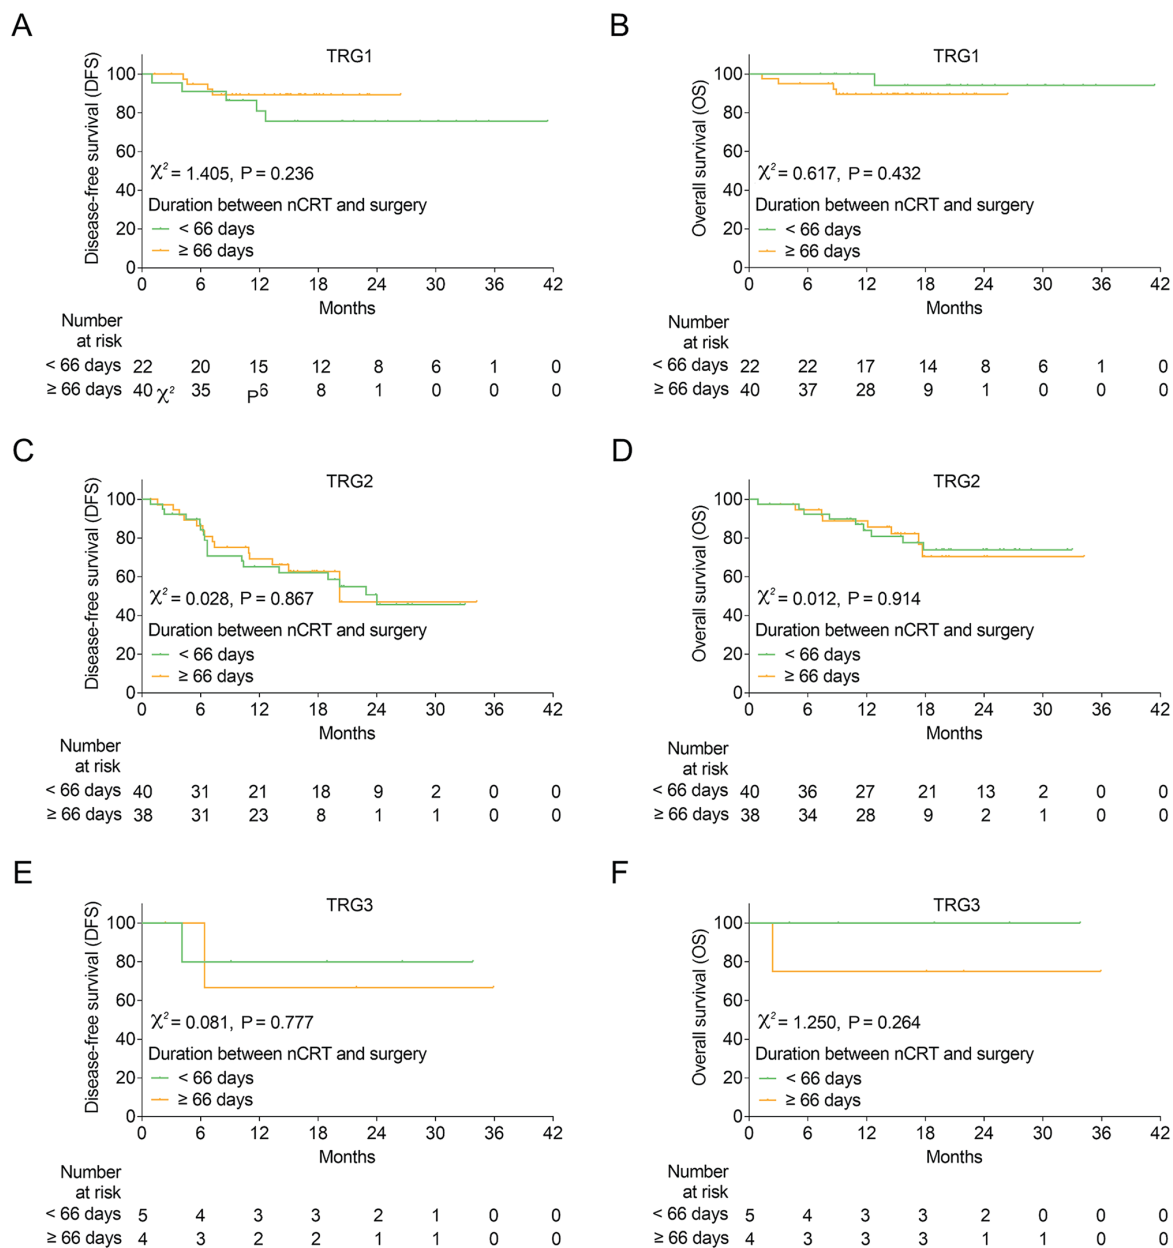 A
TRG1
Disease-free survival (DFS)
100
80
60
40
20
0
χ² = 1.405, P = 0.236
Duration between nCRT and surgery
< 66 days
≥ 66 days
0 6 12 18 24 30 36 42
Months
Number
at risk
< 66 days 22 20 15 12 8 6 1 0
≥ 66 days 40 χ² 35 P6 8 1 0 0 0
B
TRG1
Overall survival (OS)
100
80
60
40
20
0
χ² = 0.617, P = 0.432
Duration between nCRT and surgery
< 66 days
≥ 66 days
0 6 12 18 24 30 36 42
Months
Number
at risk
< 66 days 22 22 17 14 8 6 1 0
≥ 66 days 40 37 28 9 1 0 0 0
C
TRG2
Disease-free survival (DFS)
100
80
60
40
20
0
χ² = 0.028, P = 0.867
Duration between nCRT and surgery
< 66 days
≥ 66 days
0 6 12 18 24 30 36 42
Months
Number
at risk
< 66 days 40 31 21 18 9 2 0 0
≥ 66 days 38 31 23 8 1 1 0 0
D
TRG2
Overall survival (OS)
100
80
60
40
20
0
χ² = 0.012, P = 0.914
Duration between nCRT and surgery
< 66 days
≥ 66 days
0 6 12 18 24 30 36 42
Months
Number
at risk
< 66 days 40 36 27 21 13 2 0 0
≥ 66 days 38 34 28 9 2 1 0 0
E
TRG3
Disease-free survival (DFS)
100
80
60
40
20
0
χ² = 0.081, P = 0.777
Duration between nCRT and surgery
< 66 days
≥ 66 days
0 6 12 18 24 30 36 42
Months
Number
at risk
< 66 days 5 4 3 3 2 1 0 0
≥ 66 days 4 3 2 2 1 1 0 0
F
TRG3
Overall survival (OS)
100
80
60
40
20
0
χ² = 1.250, P = 0.264
Duration between nCRT and surgery
< 66 days
≥ 66 days
0 6 12 18 24 30 36 42
Months
Number
at risk
< 66 days 5 4 3 3 2 0 0 0
≥ 66 days 4 3 3 3 1 1 0 0